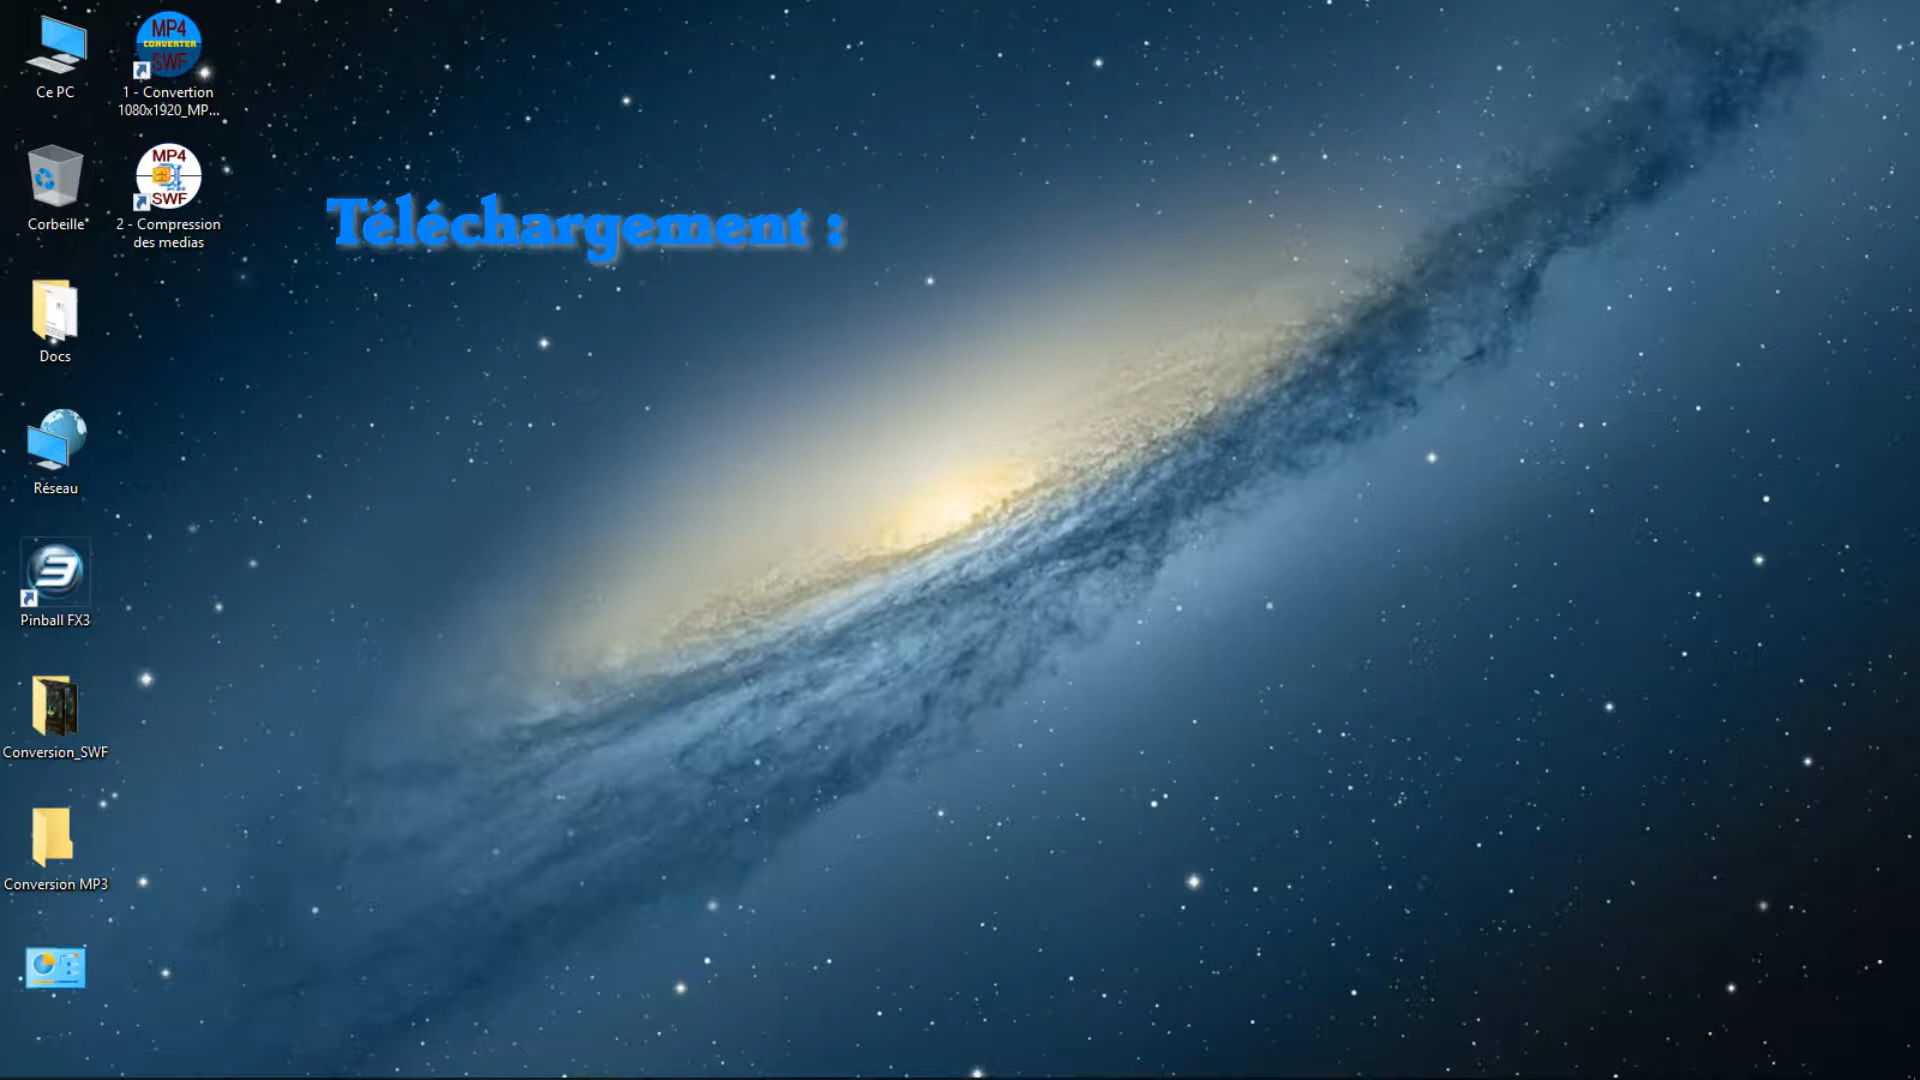 Ce PC
MP4
CONVERTER
SWF
1 - Convertion
1080x1920_MP...
Corbeille
MP4
SWF
2 - Compression
des medias
Téléchargement :
Docs
Réseau
Pinball FX3
Conversion_SWF
Conversion MP3